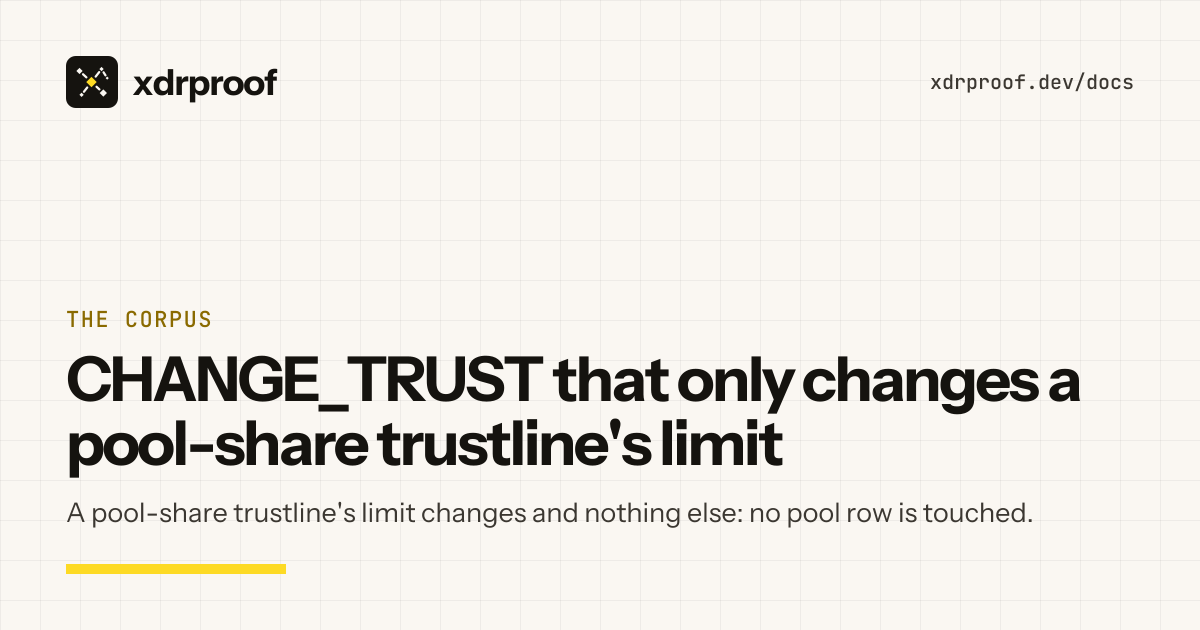 xdrproof
xdrproof.dev/docs
THE CORPUS
CHANGE_TRUST that only changes a
pool-share trustline's limit
A pool-share trustline's limit changes and nothing else: no pool row is touched.